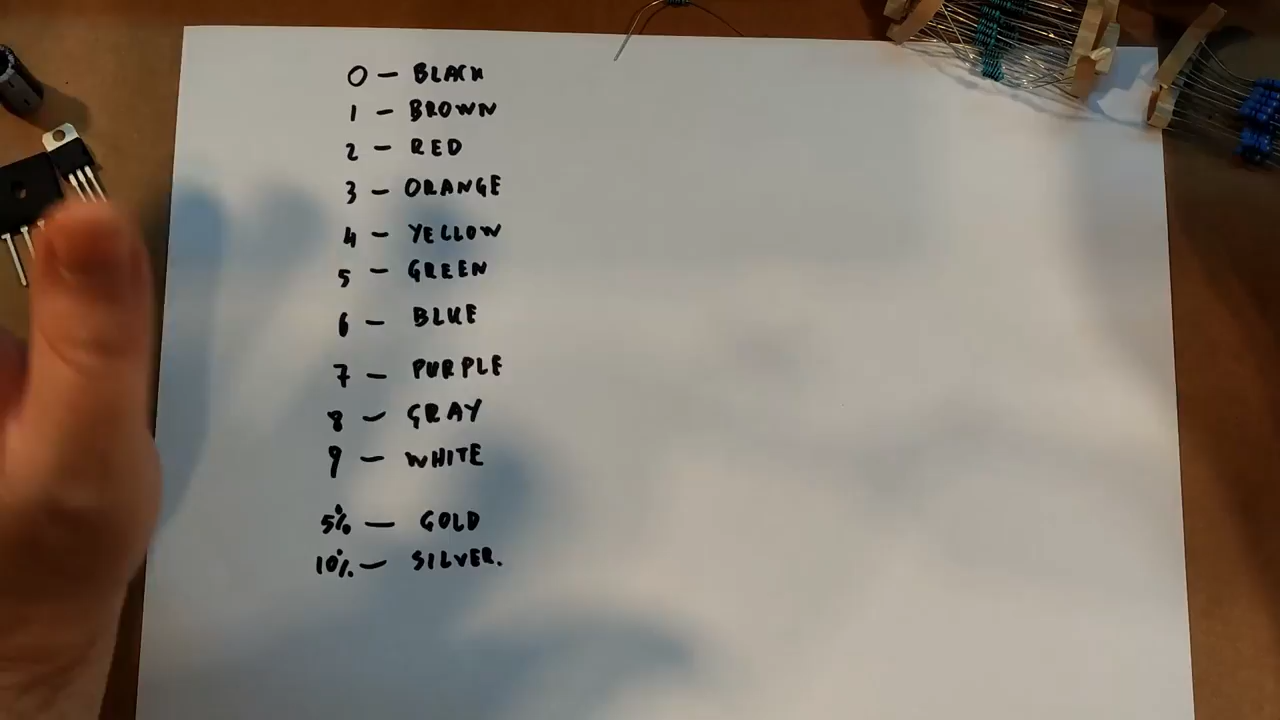 0 — BLACK
1 — BROWN
2 — RED
3 — ORANGE
4 — YELLOW
5 — GREEN
6 — BLUE
7 — PURPLE
8 — GRAY
9 — WHITE
5% — GOLD
10% — SILVER.